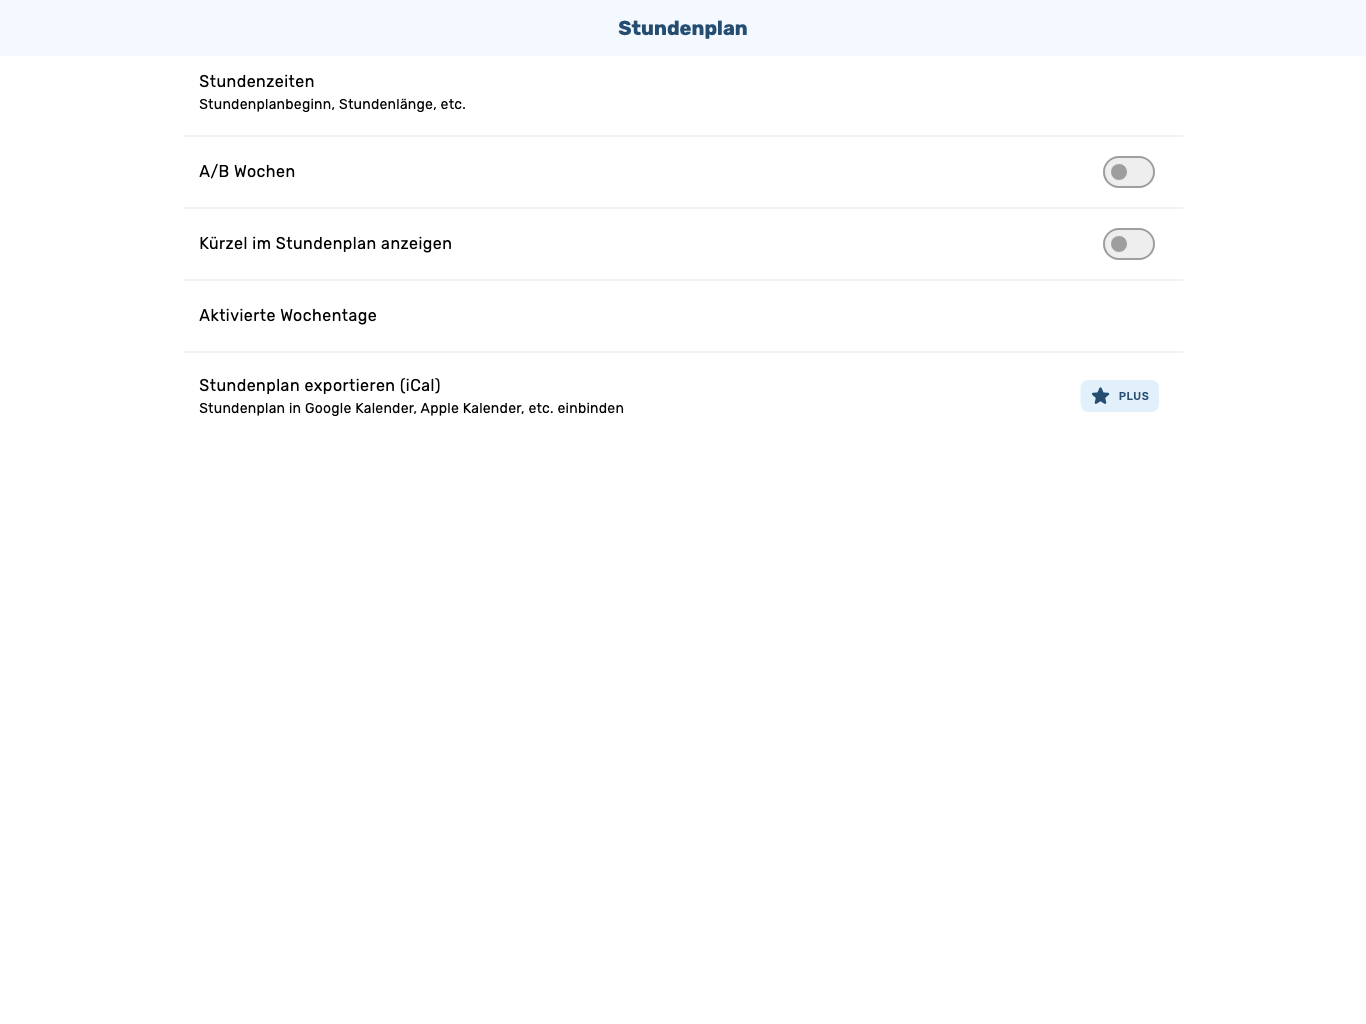 Stundenplan
Stundenzeiten
Stundenplanbeginn, Stundenlänge, etc.
A/B Wochen
Kürzel im Stundenplan anzeigen
Aktivierte Wochentage
Stundenplan exportieren (iCal)
Stundenplan in Google Kalender, Apple Kalender, etc. einbinden
PLUS